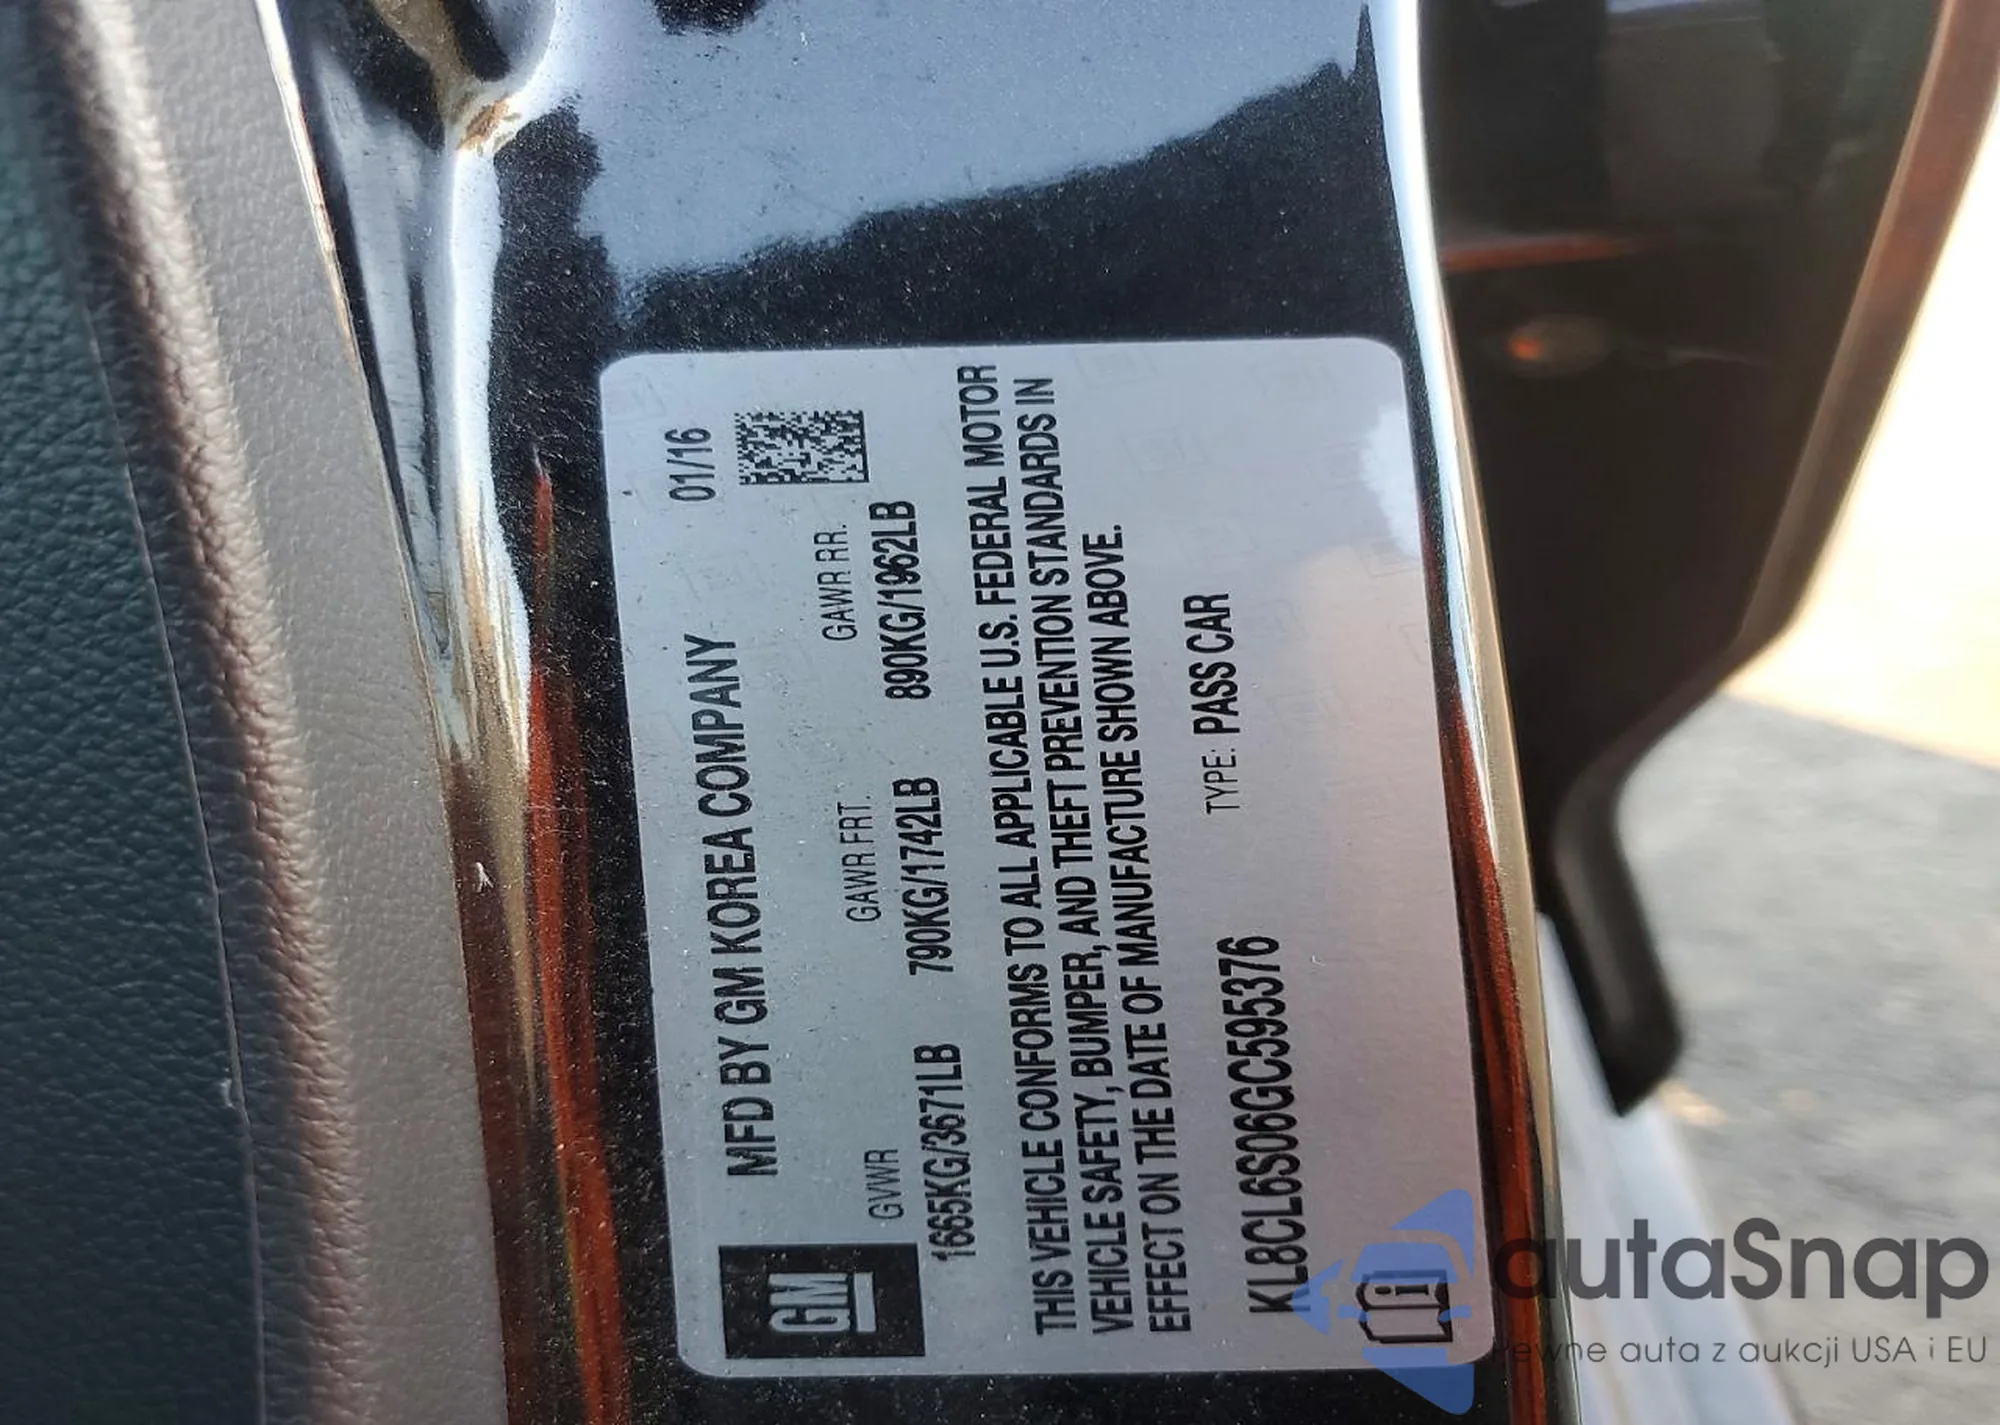 MFD BY GM KOREA COMPANY 01/16
GM
GVWR GAWR FRT. GAWR RR.
1665KG/3671LB 790KG/1742LB 890KG/1962LB
THIS VEHICLE CONFORMS TO ALL APPLICABLE U.S. FEDERAL MOTOR
VEHICLE SAFETY, BUMPER, AND THEFT PREVENTION STANDARDS IN
EFFECT ON THE DATE OF MANUFACTURE SHOWN ABOVE.
KL8CL6S06GC595376 TYPE: PASS CAR
autaSnap
Pewne auta z aukcji USA i EU